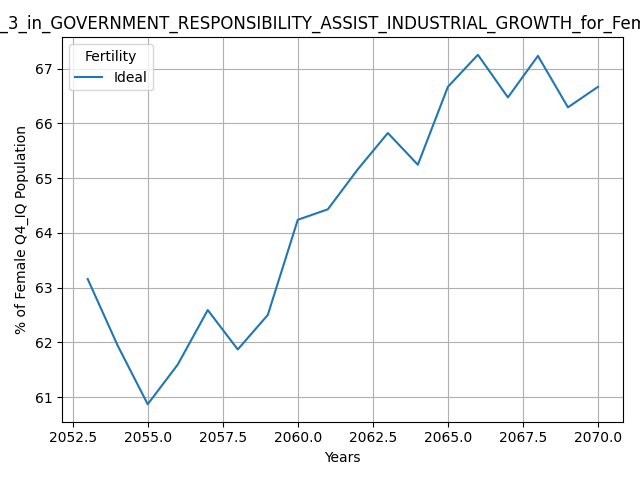 _3_in_GOVERNMENT_RESPONSIBILITY_ASSIST_INDUSTRIAL_GROWTH_for_Fem
Fertility
Ideal
% of Female Q4_IQ Population
67
66
65
64
63
62
61
2052.5 2055.0 2057.5 2060.0 2062.5 2065.0 2067.5 2070.0
Years